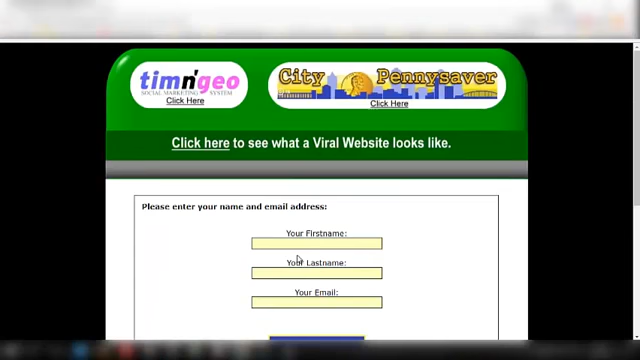 timn'geo
SOCIAL MARKETING SYSTEM
Click Here
City Pennysaver
Click Here
Click here to see what a Viral Website looks like.
Please enter your name and email address:
Your Firstname:
Your Lastname:
Your Email: